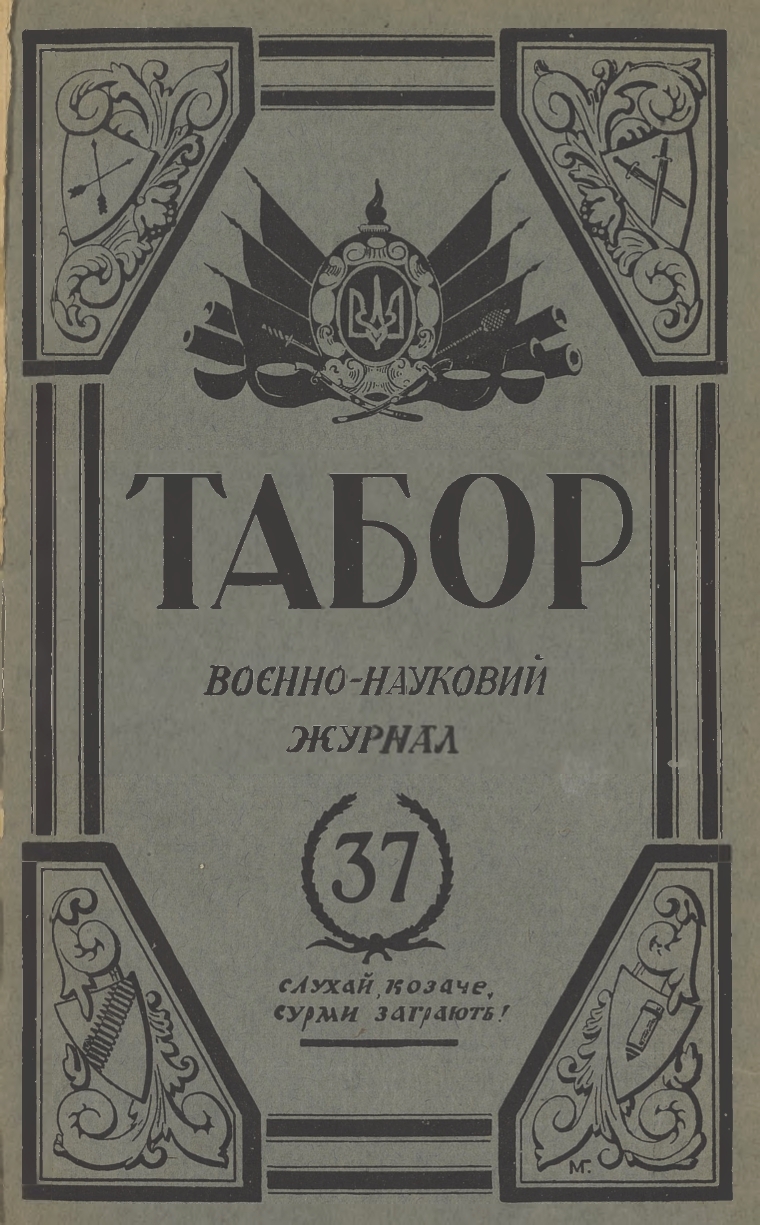 ТАБОР
ВОЄННО-НАУКОВИЙ
ЖУРНАЛ
37
СЛУХАЙ, КОЗАЧЕ,
СУРМИ ЗАГРАЮТЬ!
МГ.